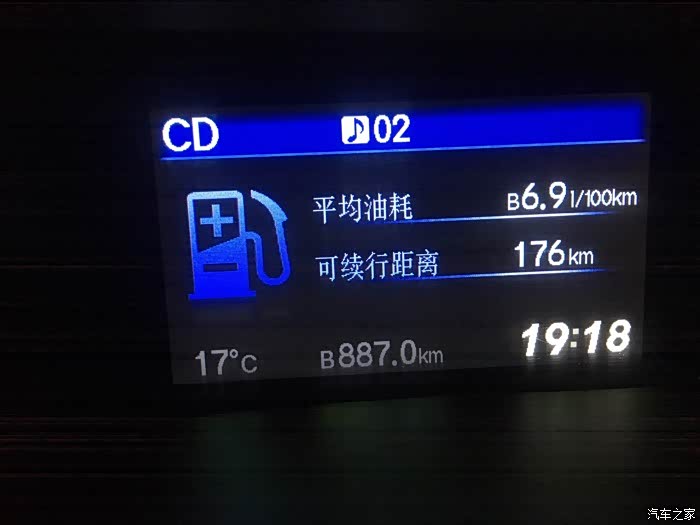 CD ♪02
平均油耗 B6.9l/100km
可续行距离 176km
17°C B887.0km 19:18
汽车之家